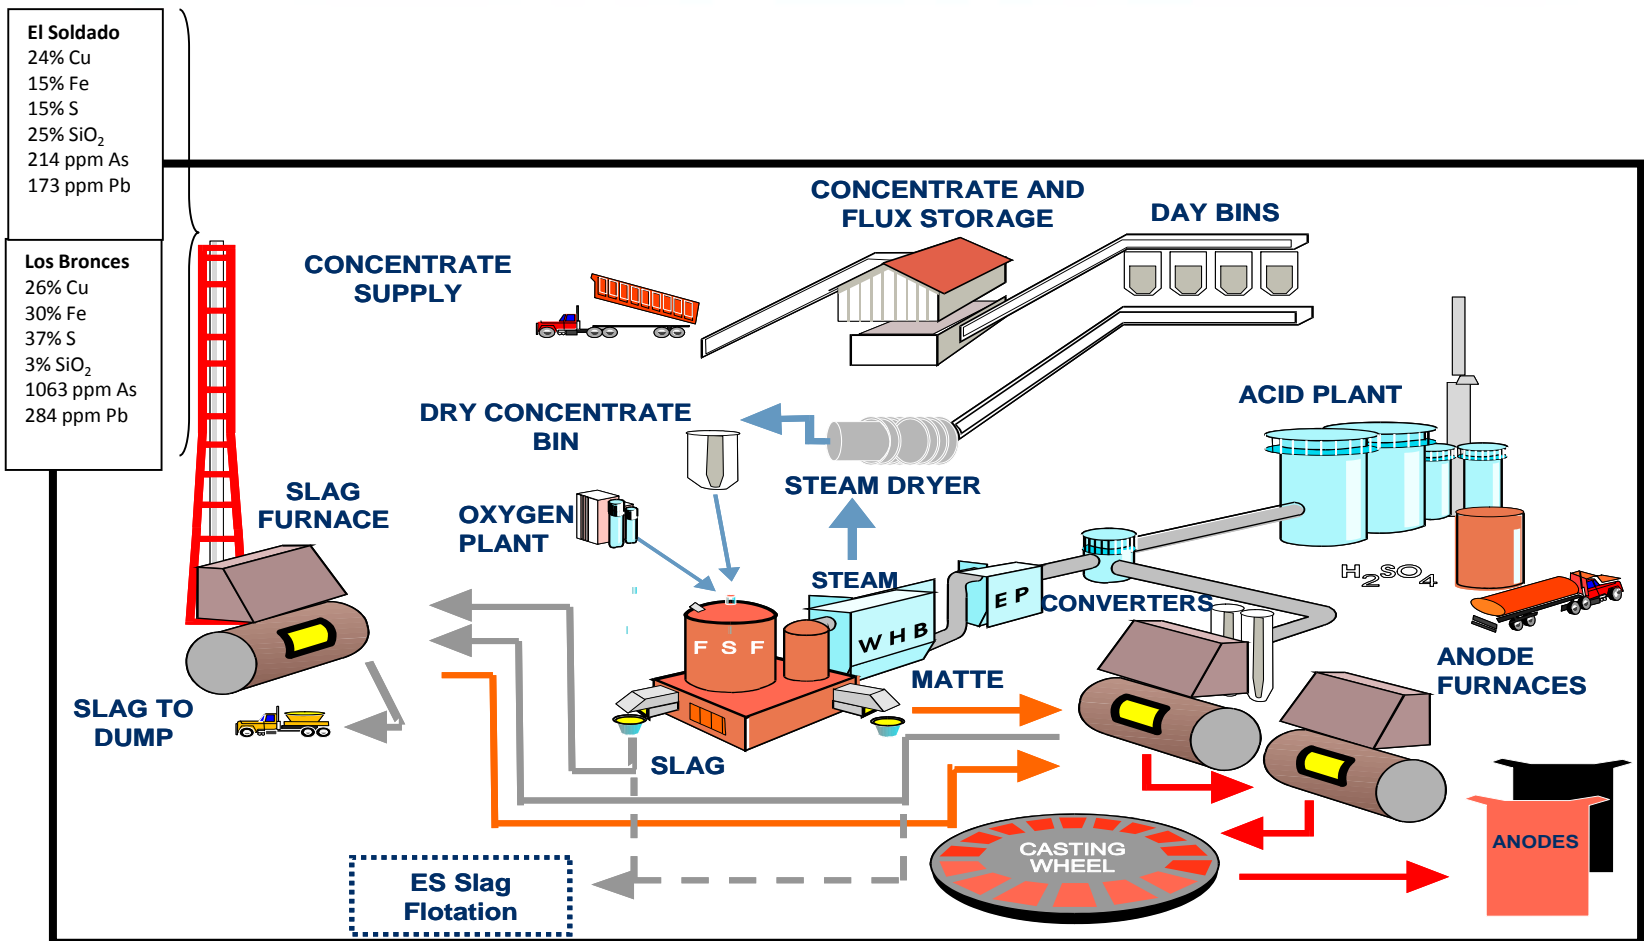 El Soldado
24% Cu
15% Fe
15% S
25% SiO₂
214 ppm As
173 ppm Pb
Los Bronces
26% Cu
30% Fe
37% S
3% SiO₂
1063 ppm As
284 ppm Pb
CONCENTRATE
SUPPLY
CONCENTRATE AND
FLUX STORAGE
DAY BINS
DRY CONCENTRATE
BIN
STEAM DRYER
ACID PLANT
SLAG
FURNACE
OXYGEN
PLANT
STEAM
F S F
W H B
E P
CONVERTERS
H₂SO₄
MATTE
ANODE
FURNACES
SLAG TO
DUMP
SLAG
CASTING
WHEEL
ANODES
ES Slag
Flotation